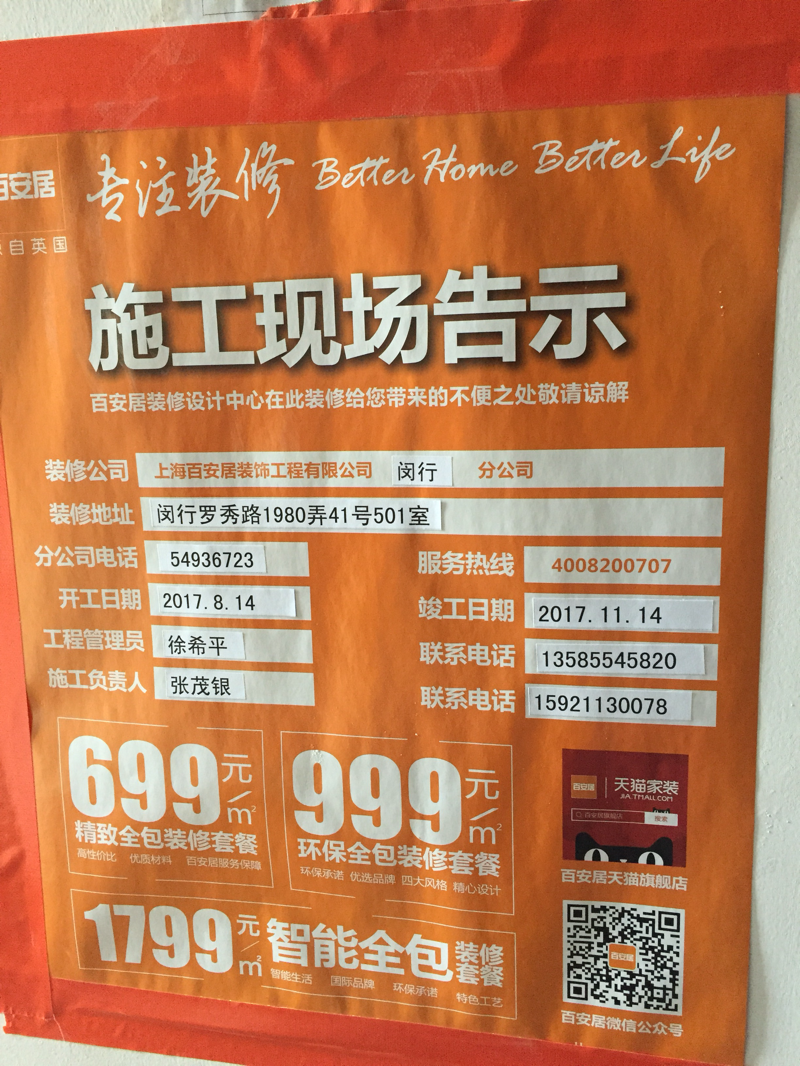 百安居
专注装修 Better Home Better Life
自英国
施工现场告示
百安居装修设计中心在此装修给您带来的不便之处敬请谅解
装修公司 上海百安居装饰工程有限公司 闵行 分公司
装修地址 闵行罗秀路1980弄41号501室
分公司电话 54936723 服务热线 4008200707
开工日期 2017.8.14 竣工日期 2017.11.14
工程管理员 徐希平 联系电话 13585545820
施工负责人 张茂银 联系电话 15921130078
699元/m²
精致全包装修套餐
高性价比 优质材料 百安居服务保障
999元/m²
环保全包装修套餐
环保承诺 优选品牌 四大风格 精心设计
1799元/m² 智能全包装修套餐
智能生活 国际品牌 环保承诺 特色工艺
百安居 天猫家装
JIA.TMALL.COM
百安居旗舰店 搜索
百安居天猫旗舰店
百安居
百安居微信公众号